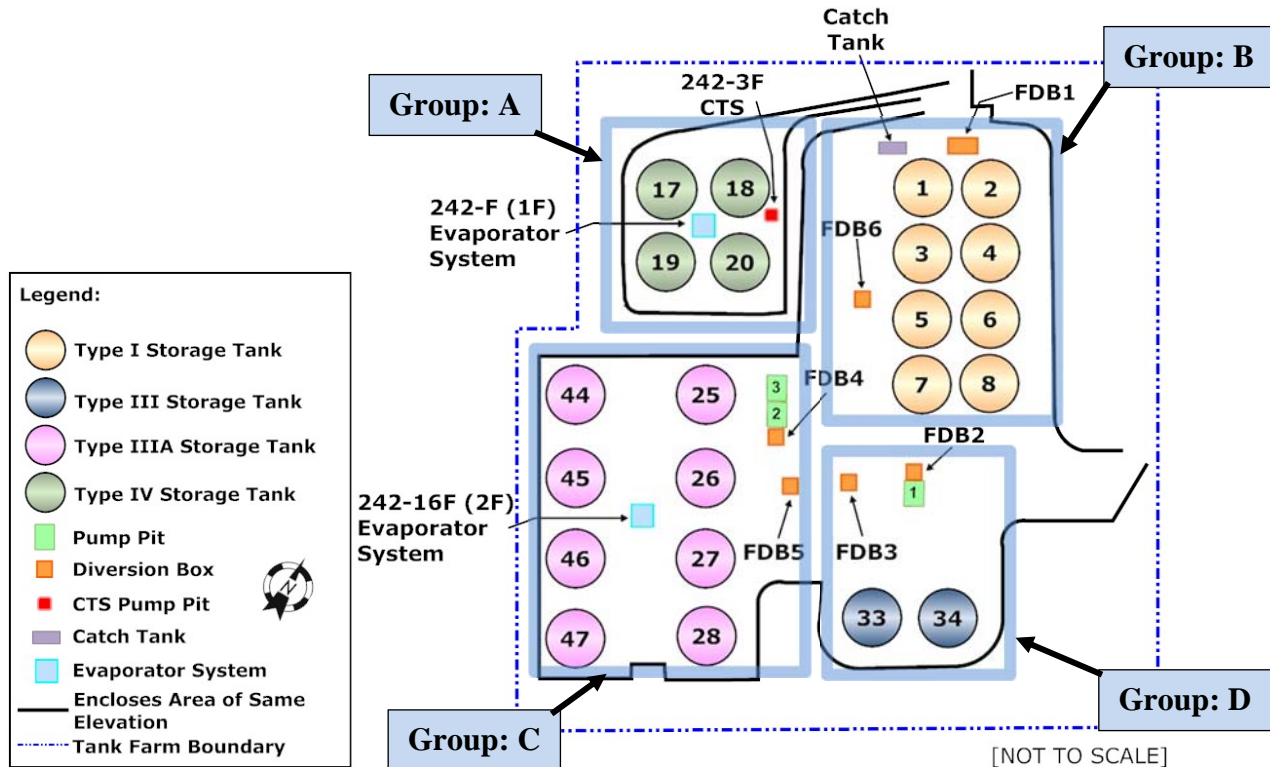 Catch
Tank
Group: B
242-3F
CTS
FDB1
Group: A
17
18
1
2
242-F (1F)
Evaporator
System
FDB6
19
20
3
4
5
6
7
8
Legend:
Type I Storage Tank
Type III Storage Tank
Type IIIA Storage Tank
Type IV Storage Tank
Pump Pit
Diversion Box
N
CTS Pump Pit
Catch Tank
Evaporator System
Encloses Area of Same
Elevation
Tank Farm Boundary
44
25
3
2
FDB4
45
26
242-16F (2F)
Evaporator
System
FDB5
46
27
47
28
FDB2
1
FDB3
33
34
Group: C
Group: D
[NOT TO SCALE]